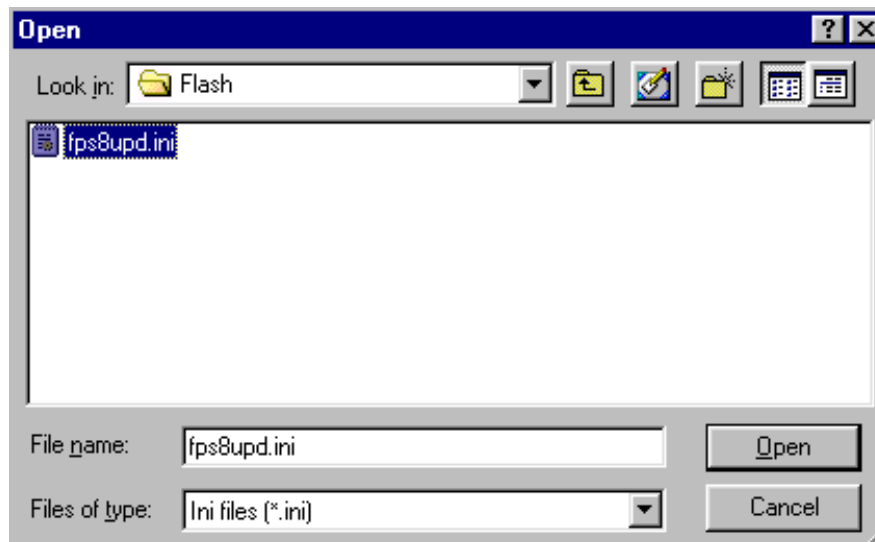 Open
Look in: Flash
fps8upd.ini
File name: fps8upd.ini Open
Files of type: Ini files (*.ini) Cancel